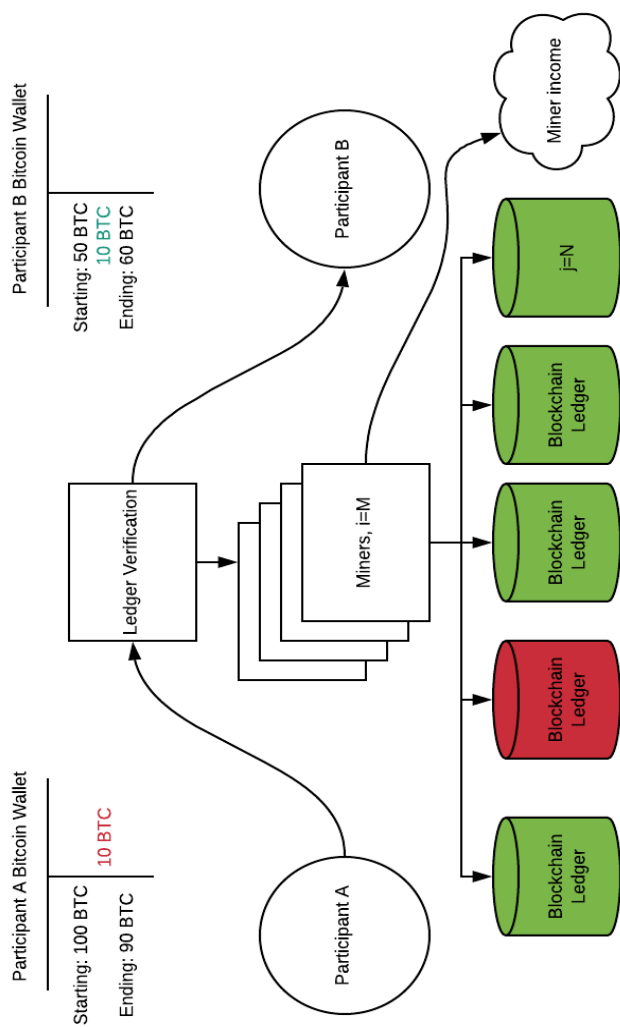 Participant A Bitcoin Wallet
Starting: 100 BTC
10 BTC
Ending: 90 BTC
Participant B Bitcoin Wallet
Starting: 50 BTC
10 BTC
Ending: 60 BTC
Ledger Verification
Participant A
Participant B
Miners, i=M
Blockchain
Ledger
Blockchain
Ledger
Blockchain
Ledger
Blockchain
Ledger
j=N
Miner income